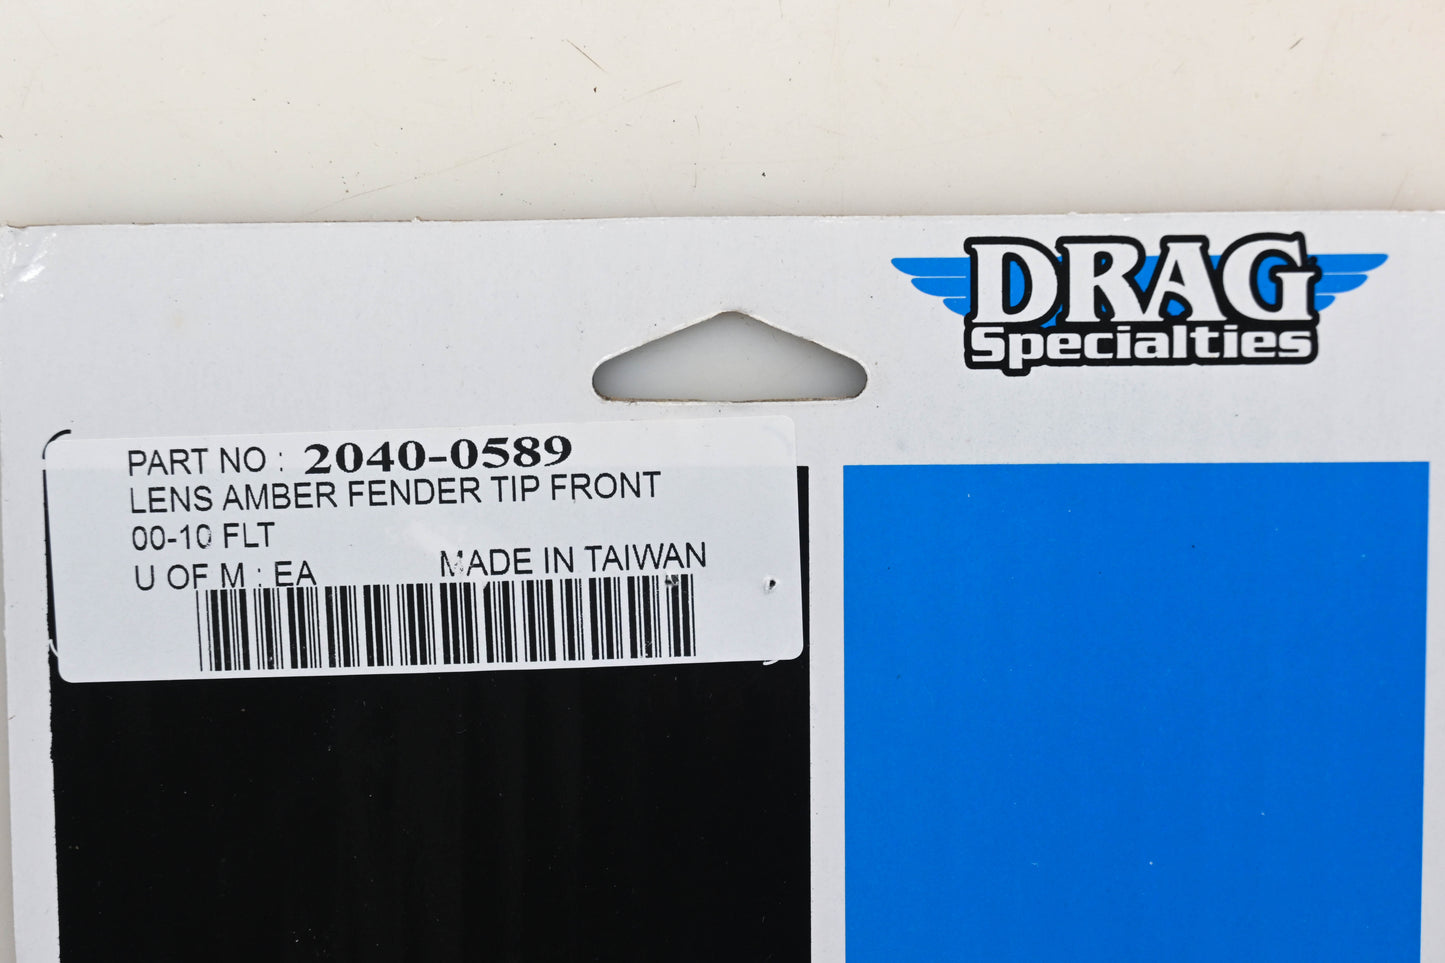 DRAG
Specialties
PART NO : 2040-0589
LENS AMBER FENDER TIP FRONT
00-10 FLT
U OF M : EA MADE IN TAIWAN